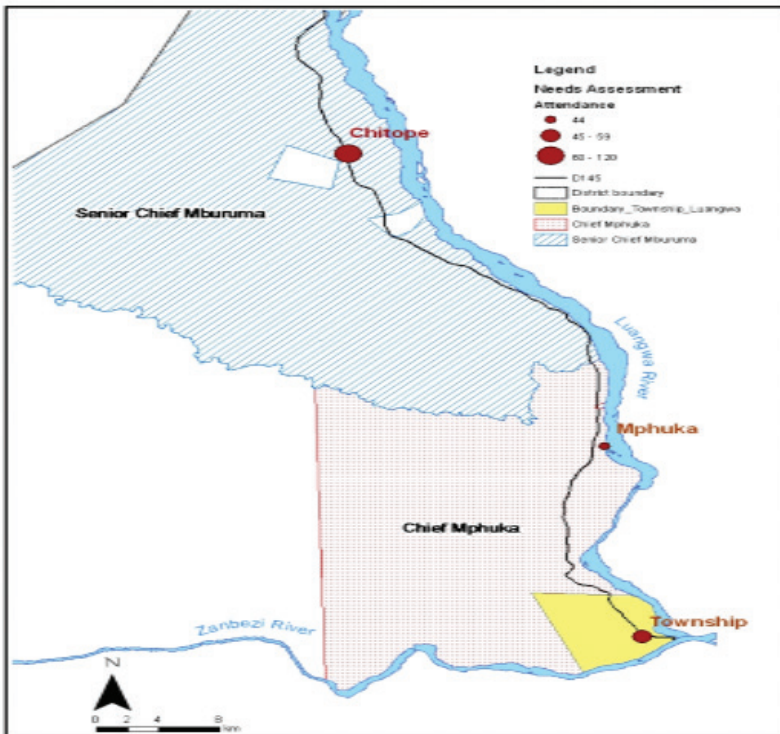 Legend
Needs Assessment
Attendance
44
45 - 59
60 - 120
D145
District boundary
Boundary_Township_Luangwa
Chief Mphuka
Senior Chief Mburuma
Chitope
Senior Chief Mburuma
Luangwa River
Mphuka
Chief Mphuka
Township
Zanbezi River
N
0 2 4 8
km